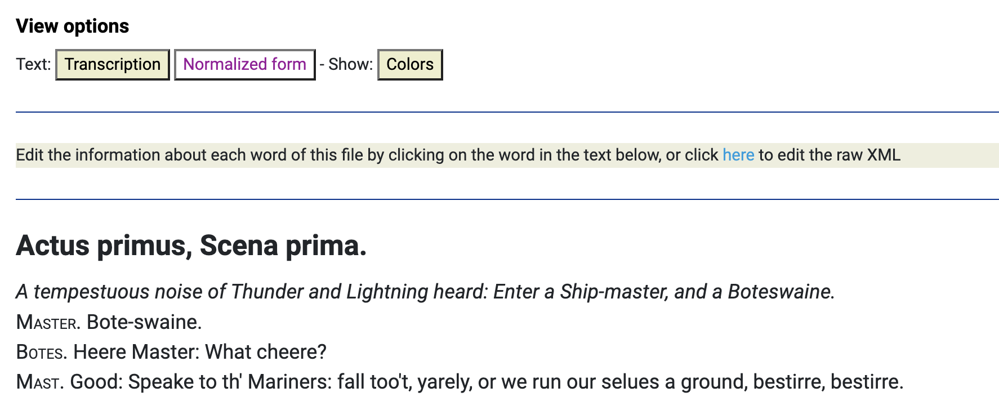 View options
Text: Transcription Normalized form - Show: Colors
Edit the information about each word of this file by clicking on the word in the text below, or click here to edit the raw XML
Actus primus, Scena prima.
A tempestuous noise of Thunder and Lightning heard: Enter a Ship-master, and a Boteswaine.
Master. Bote-swaine.
Botes. Heere Master: What cheere?
Mast. Good: Speake to th' Mariners: fall too't, yarely, or we run our selues a ground, bestirre, bestirre.